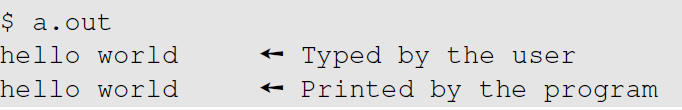 $ a.out
hello world ← Typed by the user
hello world ← Printed by the program